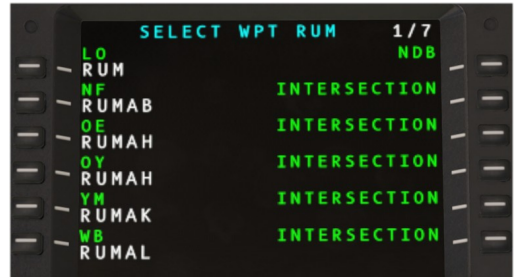 SELECT WPT RUM 1/7
LO NDB
RUM
NF INTERSECTION
RUMAB
OE INTERSECTION
RUMAH
OY INTERSECTION
RUMAH
YM INTERSECTION
RUMAK
WB INTERSECTION
RUMAL